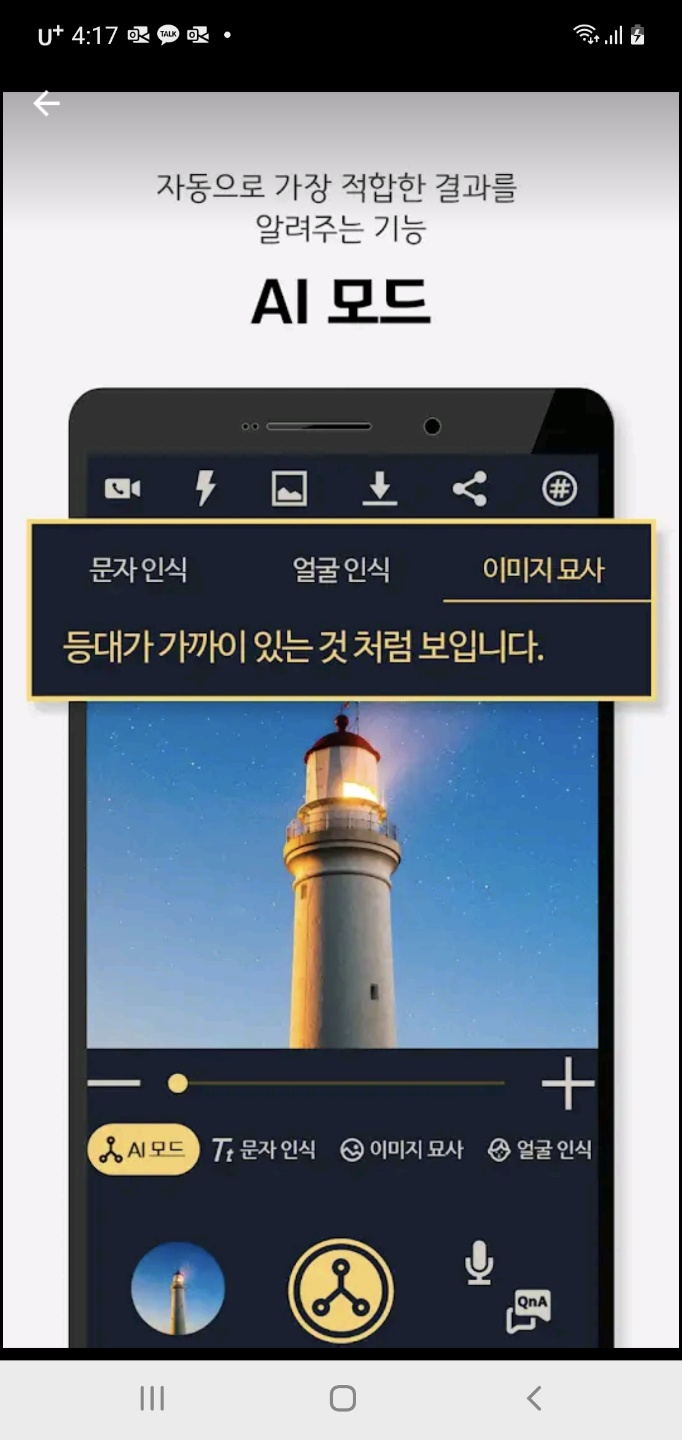 U+ 4:17 TALK
자동으로 가장 적합한 결과를
알려주는 기능
AI 모드
#
문자 인식 얼굴 인식 이미지 묘사
등대가 가까이 있는 것 처럼 보입니다.
AI 모드 Tt 문자 인식 이미지 묘사 얼굴 인식
QnA